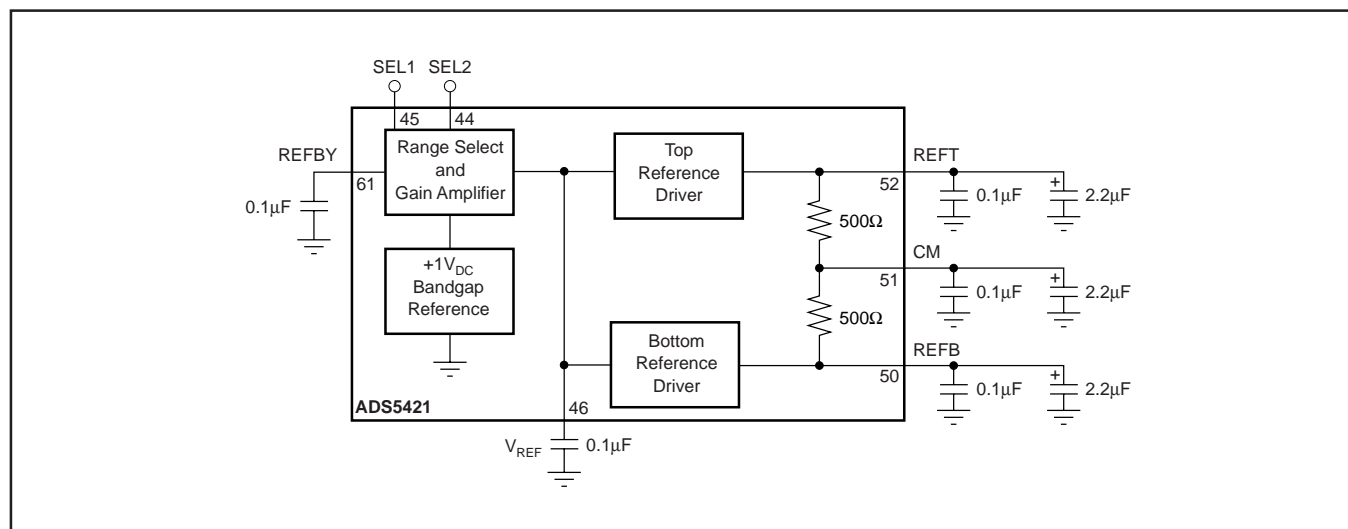 SEL1 SEL2
45 44
REFBY
61
Range Select
and
Gain Amplifier
0.1µF
+1VDC
Bandgap
Reference
Top
Reference
Driver
Bottom
Reference
Driver
500Ω
500Ω
REFT
52
0.1µF 2.2µF
+
CM
51
0.1µF 2.2µF
+
REFB
50
0.1µF 2.2µF
+
ADS5421
46
VREF 0.1µF